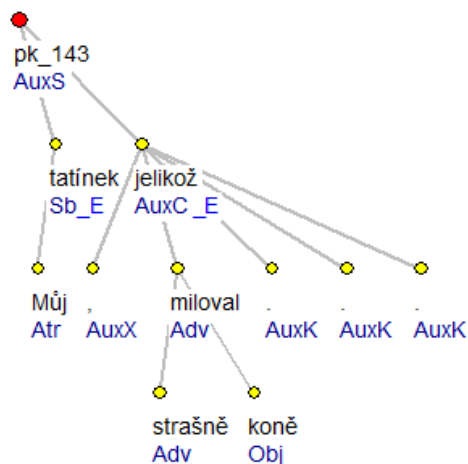 pk_143
AuxS
tatínek jelikož
Sb_E AuxC _E
Můj , miloval . . .
Atr AuxX Adv AuxK AuxK AuxK
strašně koně
Adv Obj